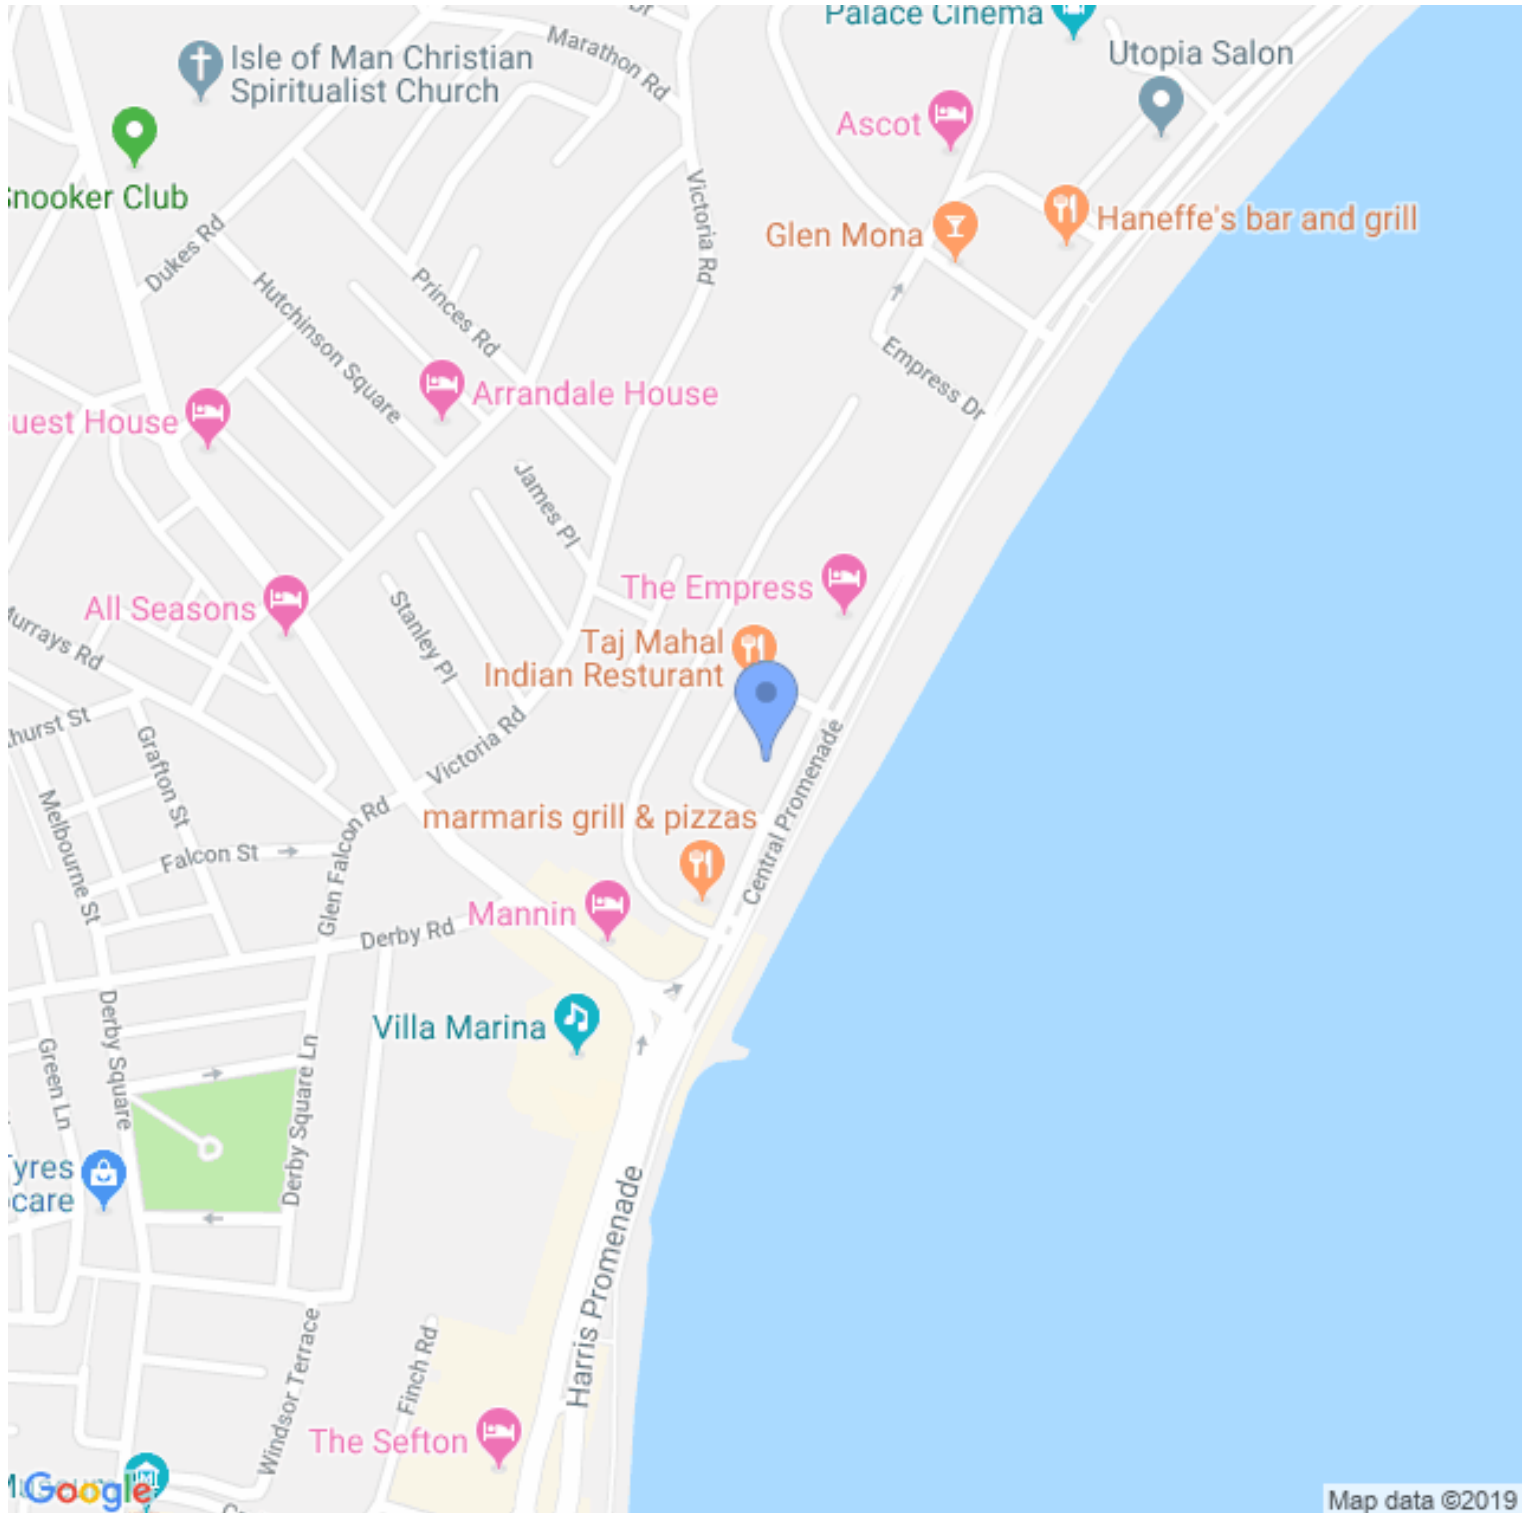 Palace Cinema
Dr
Marathon Rd
Utopia Salon
Isle of Man Christian
Spiritualist Church
Ascot
Snooker Club
Victoria Rd
Dukes Rd
Glen Mona
Haneffe's bar and grill
Hutchinson Square
Princes Rd
Empress Dr
Arrandale House
uest House
James Pl
The Empress
All Seasons
Stanley Pl
Murrays Rd
Taj Mahal
Indian Resturant
hurst St
Grafton St
Victoria Rd
Central Promenade
Melbourne St
marmaris grill & pizzas
Falcon St
Glen Falcon Rd
Mannin
Derby Rd
Derby Square
Villa Marina
Green Ln
Derby Square Ln
yres
care
Harris Promenade
Windsor Terrace
Finch Rd
The Sefton
Museum
Google
Map data ©2019